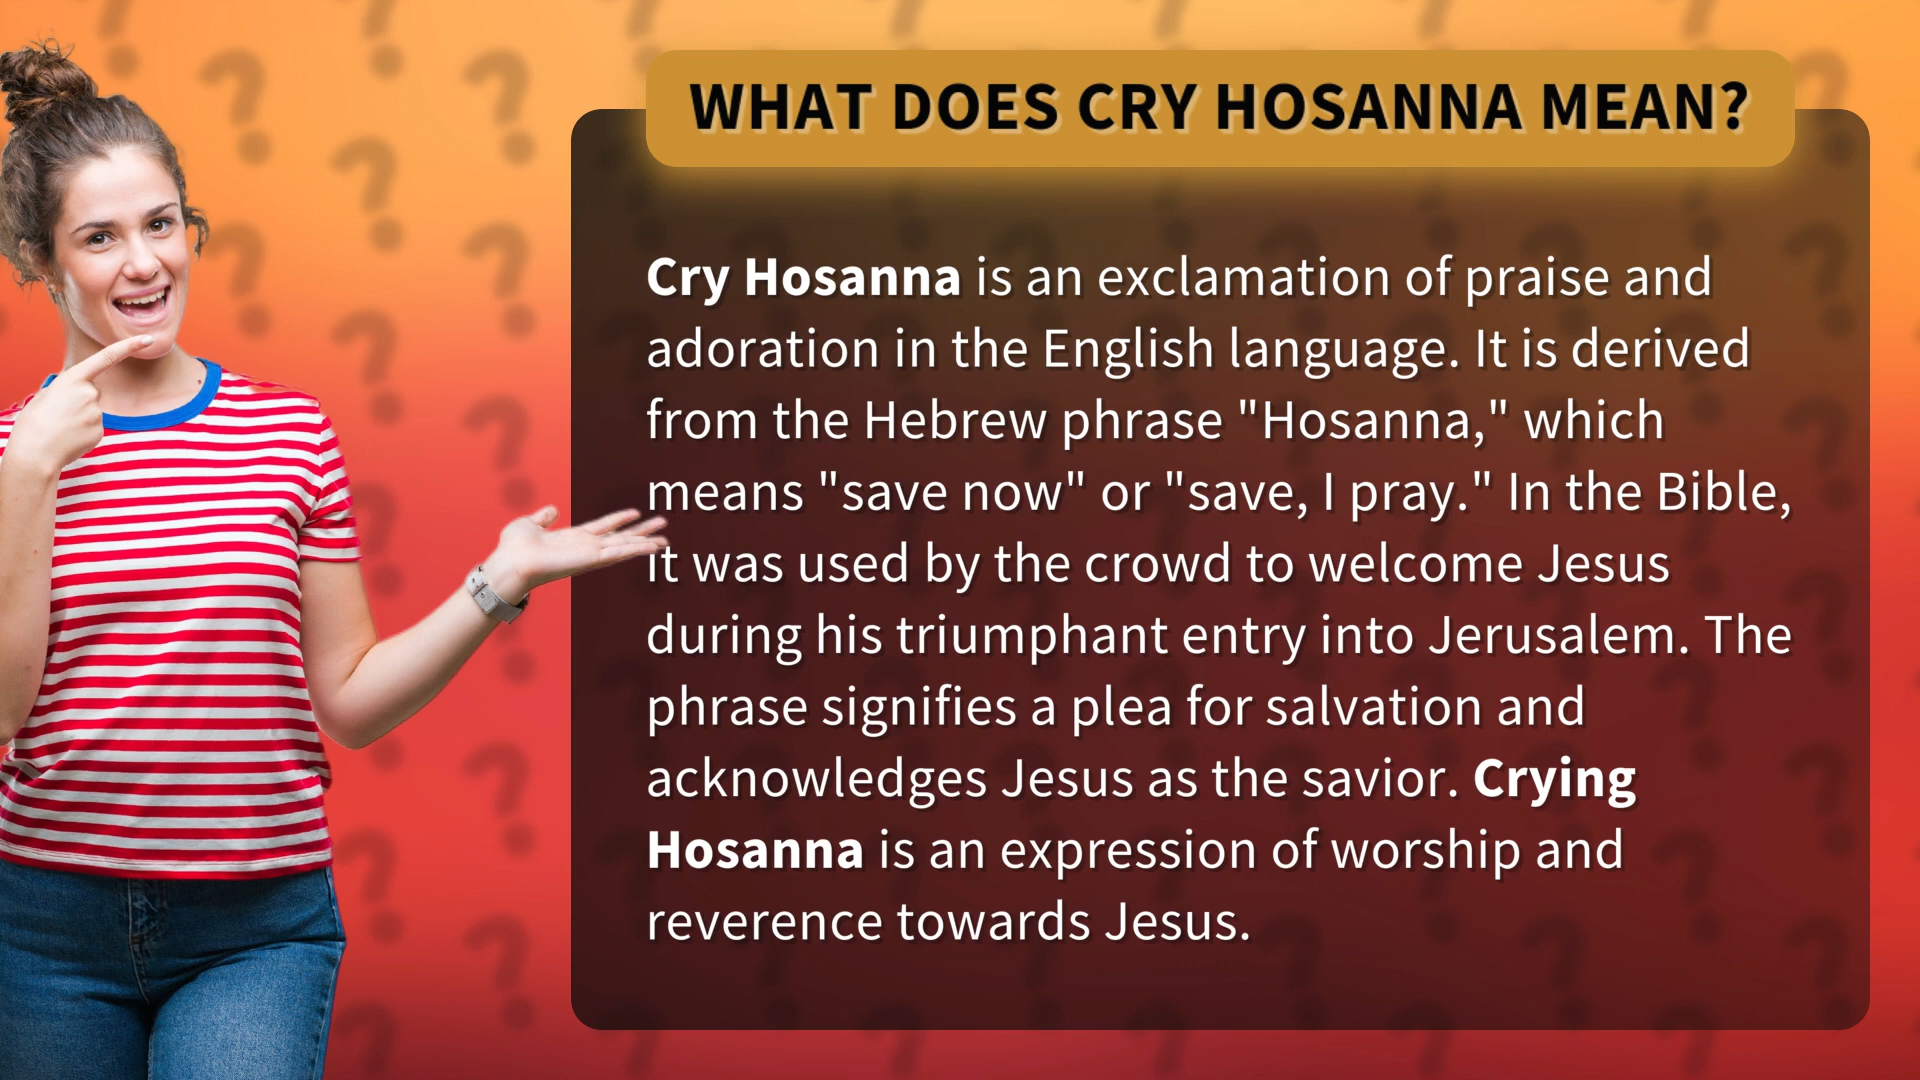 WHAT DOES CRY HOSANNA MEAN?
Cry Hosanna is an exclamation of praise and
adoration in the English language. It is derived
from the Hebrew phrase "Hosanna," which
means "save now" or "save, I pray." In the Bible,
it was used by the crowd to welcome Jesus
during his triumphant entry into Jerusalem. The
phrase signifies a plea for salvation and
acknowledges Jesus as the savior. Crying
Hosanna is an expression of worship and
reverence towards Jesus.